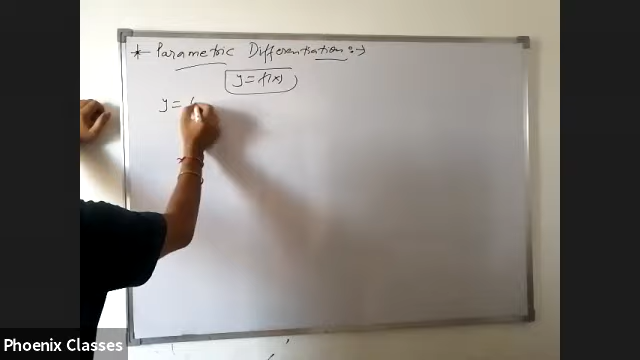 * Parametric Differentiation :->
y = f(x)
y =
Phoenix Classes